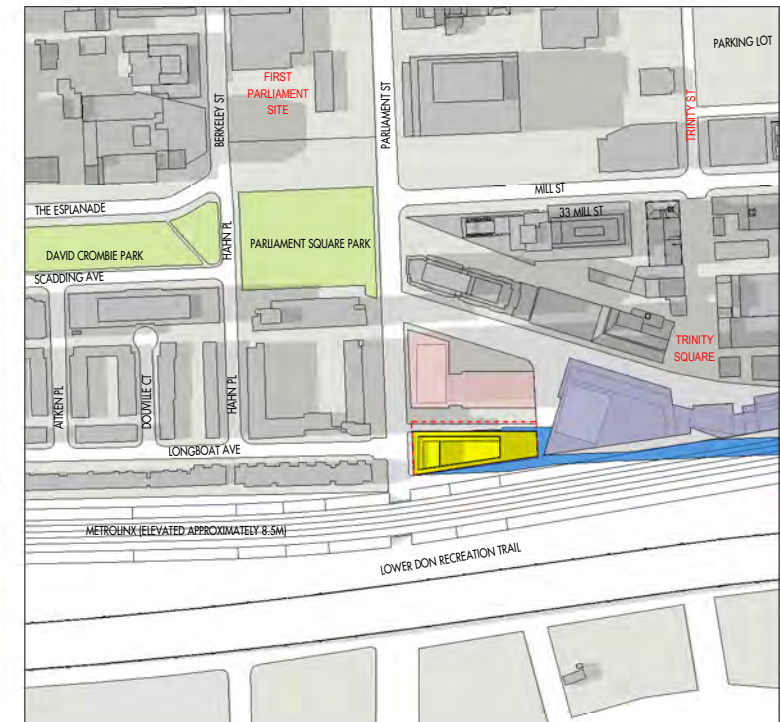 PARKING LOT
FIRST
PARLIAMENT
SITE
BERKELEY ST
PARLIAMENT ST
TRINITY ST
MILL ST
THE ESPLANADE
33 MILL ST
HAHN PL
PARLIAMENT SQUARE PARK
DAVID CROMBIE PARK
SCADDING AVE
TRINITY
SQUARE
AITKEN PL
DOUVILLE CT
HAHN PL
LONGBOAT AVE
METROLINX (ELEVATED APPROXIMATELY 8.5M)
LOWER DON RECREATION TRAIL